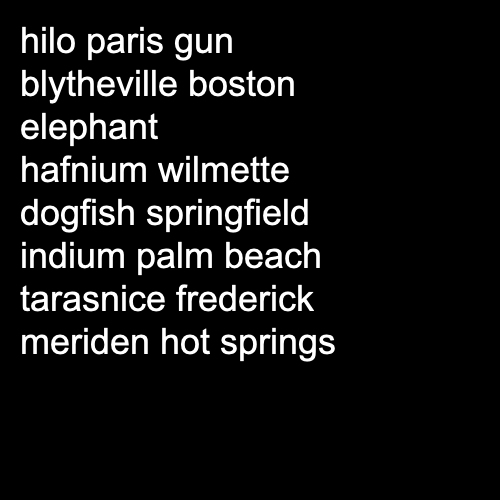 hilo paris gun
blytheville boston
elephant
hafnium wilmette
dogfish springfield
indium palm beach
tarasnice frederick
meriden hot springs